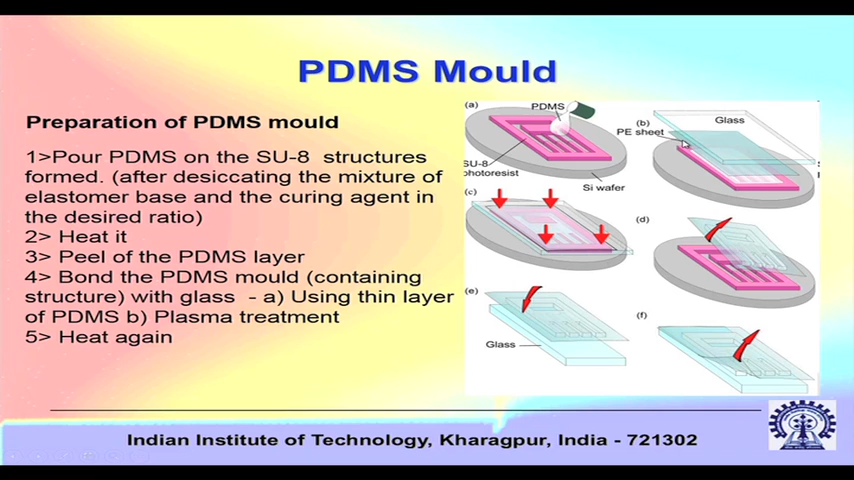 PDMS Mould
Preparation of PDMS mould
1>Pour PDMS on the SU-8 structures
formed. (after desiccating the mixture of
elastomer base and the curing agent in
the desired ratio)
2> Heat it
3> Peel of the PDMS layer
4> Bond the PDMS mould (containing
structure) with glass - a) Using thin layer
of PDMS b) Plasma treatment
5> Heat again
(a)
PDMS
SU-8
photoresist
Si wafer
(b)
Glass
PE sheet
(c)
(d)
(e)
Glass
(f)
Indian Institute of Technology, Kharagpur, India - 721302